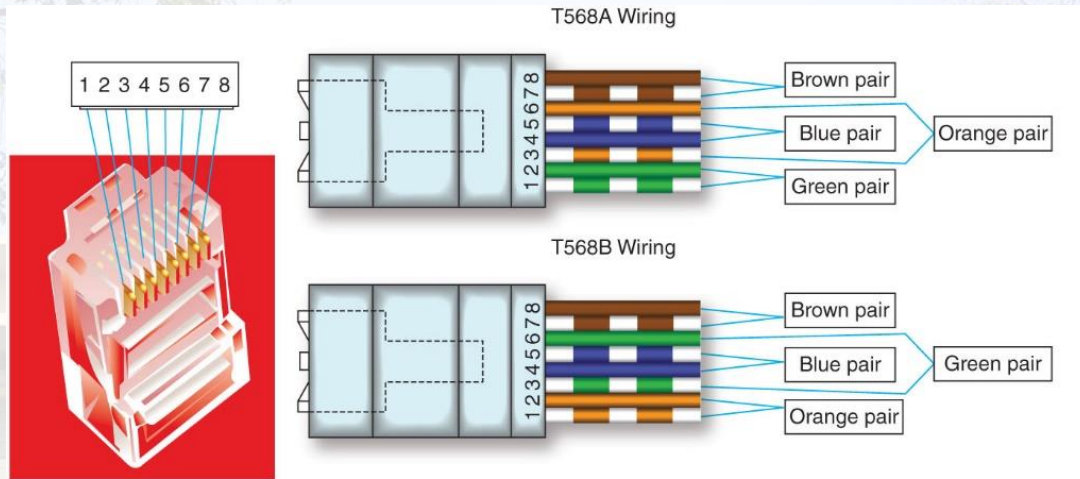 T568A Wiring
1 2 3 4 5 6 7 8
12345678
Brown pair
Blue pair
Orange pair
Green pair
T568B Wiring
12345678
Brown pair
Blue pair
Green pair
Orange pair